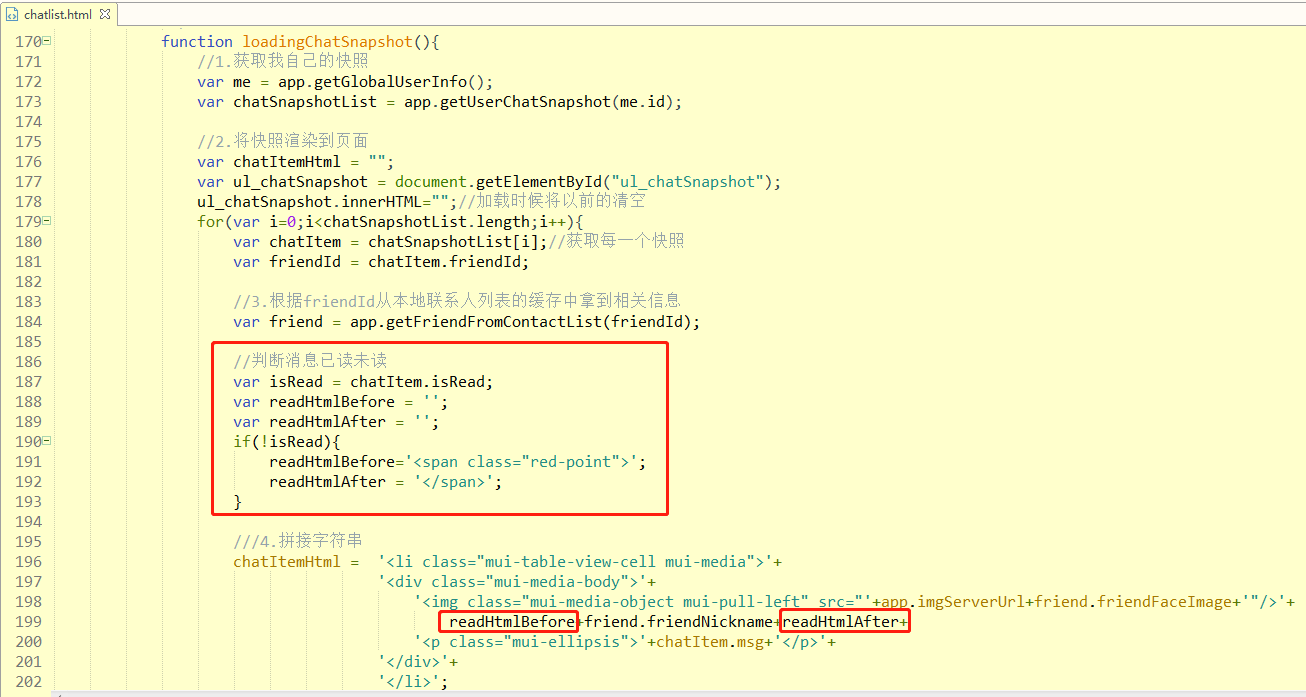 chatlist.html
170 function loadingChatSnapshot(){
171 //1.获取我自己的快照
172 var me = app.getGlobalUserInfo();
173 var chatSnapshotList = app.getUserChatSnapshot(me.id);
174
175 //2.将快照渲染到页面
176 var chatItemHtml = "";
177 var ul_chatSnapshot = document.getElementById("ul_chatSnapshot");
178 ul_chatSnapshot.innerHTML="";//加载时候将以前的清空
179 for(var i=0;i<chatSnapshotList.length;i++){
180 var chatItem = chatSnapshotList[i];//获取每一个快照
181 var friendId = chatItem.friendId;
182
183 //3.根据friendId从本地联系人列表的缓存中拿到相关信息
184 var friend = app.getFriendFromContactList(friendId);
185
186 //判断消息已读未读
187 var isRead = chatItem.isRead;
188 var readHtmlBefore = '';
189 var readHtmlAfter = '';
190 if(!isRead){
191 readHtmlBefore='<span class="red-point">';
192 readHtmlAfter = '</span>';
193 }
194
195 ///4.拼接字符串
196 chatItemHtml = '<li class="mui-table-view-cell mui-media">'+
197 '<div class="mui-media-body">'+
198 '<img class="mui-media-object mui-pull-left" src="'+app.imgServerUrl+friend.friendFaceImage+'"/>'+
199 readHtmlBefore+friend.friendNickname+readHtmlAfter+
200 '<p class="mui-ellipsis">'+chatItem.msg+'</p>'+
201 '</div>'+
202 '</li>';